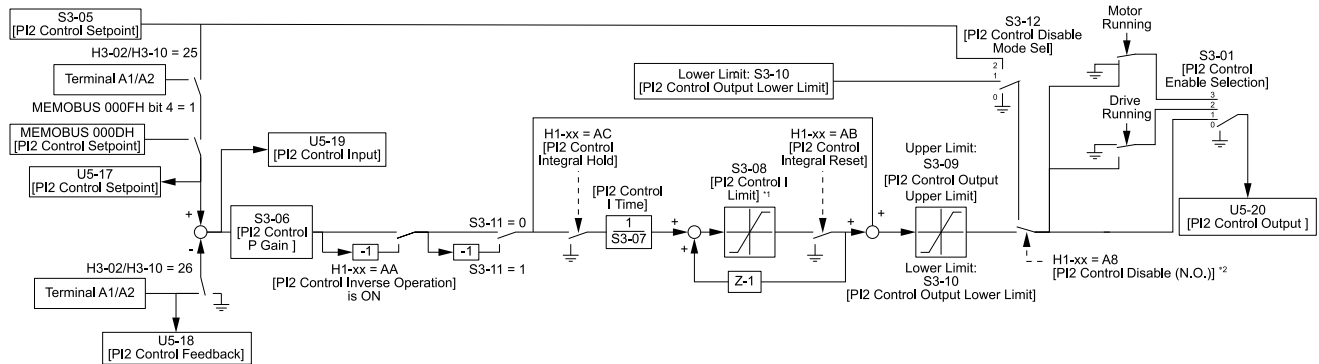 S3-05
[PI2 Control Setpoint]
H3-02/H3-10 = 25
Terminal A1/A2
MEMOBUS 000FH bit 4 = 1
MEMOBUS 000DH
[PI2 Control Setpoint]
U5-17
[PI2 Control Setpoint]
+
-
H3-02/H3-10 = 26
Terminal A1/A2
U5-18
[PI2 Control Feedback]
U5-19
[PI2 Control Input]
S3-06
[PI2 Control
P Gain]
-1
H1-xx = AA
[PI2 Control Inverse Operation]
is ON
S3-11 = 0
-1
S3-11 = 1
H1-xx = AC
[PI2 Control
Integral Hold]
[PI2 Control
I Time]
1
S3-07
+
+
S3-08
[PI2 Control I
Limit] *1
Z-1
H1-xx = AB
[PI2 Control
Integral Reset]
+
+
Upper Limit:
S3-09
[PI2 Control Output
Upper Limit]
Lower Limit:
S3-10
[PI2 Control Output Lower Limit]
Lower Limit: S3-10
[PI2 Control Output Lower Limit]
S3-12
[PI2 Control Disable
Mode Sel]
2
1
0
H1-xx = A8
[PI2 Control Disable (N.O.)] *2
Motor
Running
Drive
Running
S3-01
[PI2 Control
Enable Selection]
3
2
1
0
U5-20
[PI2 Control Output ]